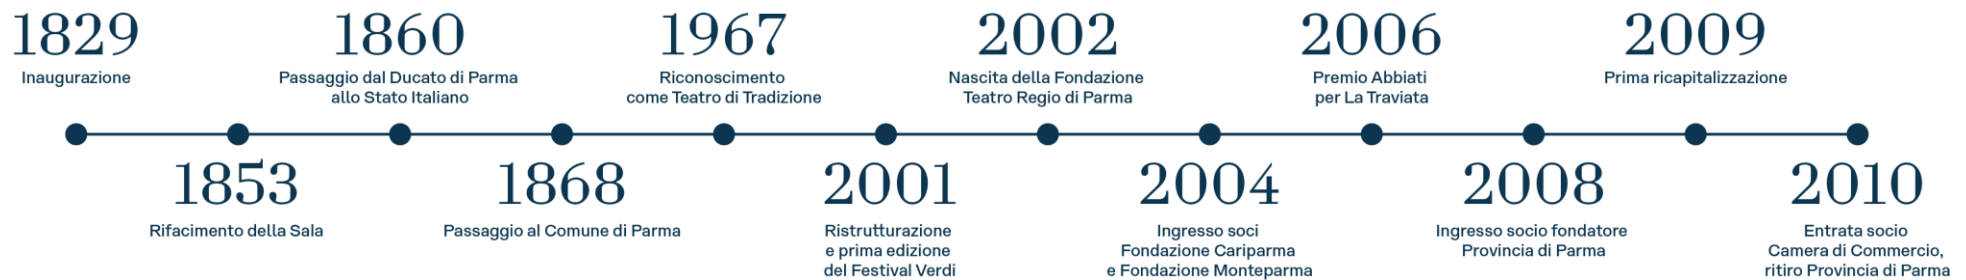 1829
Inaugurazione
1853
Rifacimento della Sala
1860
Passaggio dal Ducato di Parma
allo Stato Italiano
1868
Passaggio al Comune di Parma
1967
Riconoscimento
come Teatro di Tradizione
2001
Ristrutturazione
e prima edizione
del Festival Verdi
2002
Nascita della Fondazione
Teatro Regio di Parma
2004
Ingresso soci
Fondazione Cariparma
e Fondazione Monteparma
2006
Premio Abbiati
per La Traviata
2008
Ingresso socio fondatore
Provincia di Parma
2009
Prima ricapitalizzazione
2010
Entrata socio
Camera di Commercio,
ritiro Provincia di Parma